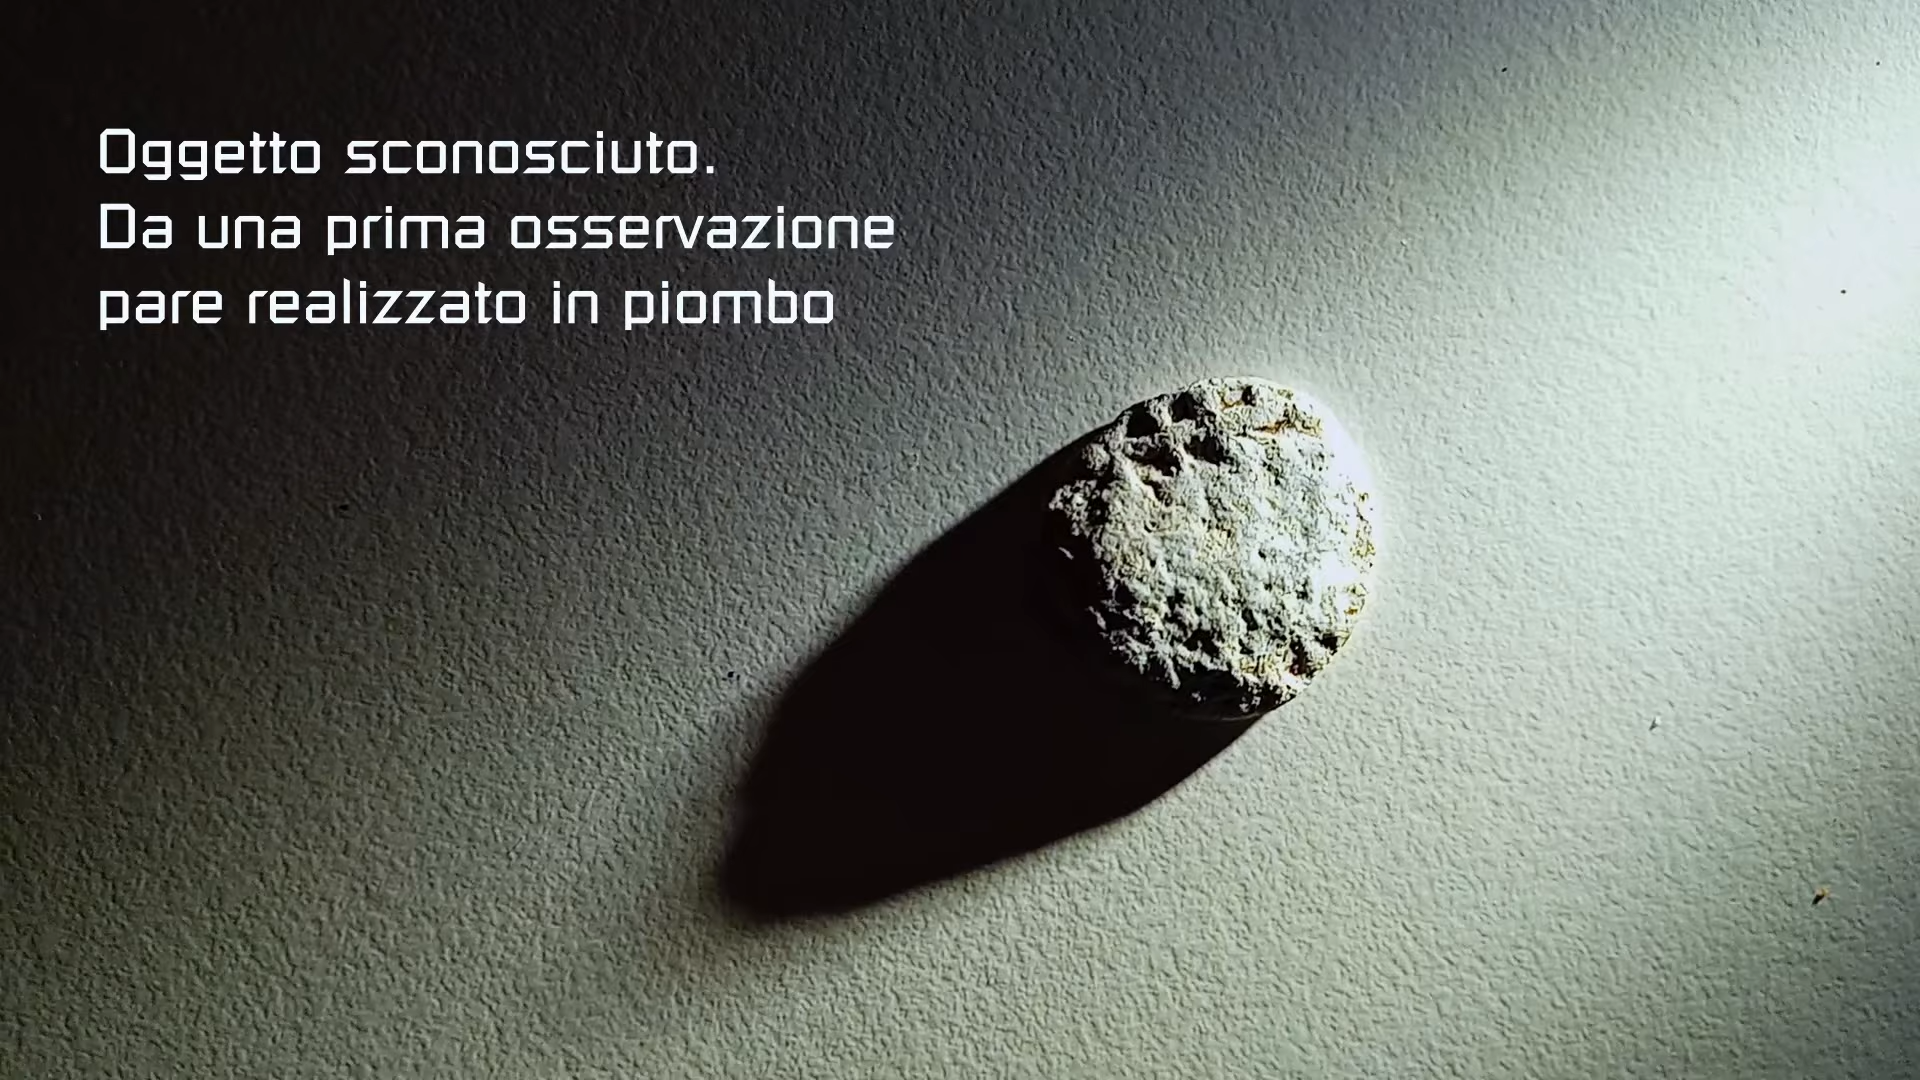 Oggetto sconosciuto.
Da una prima osservazione
pare realizzato in piombo